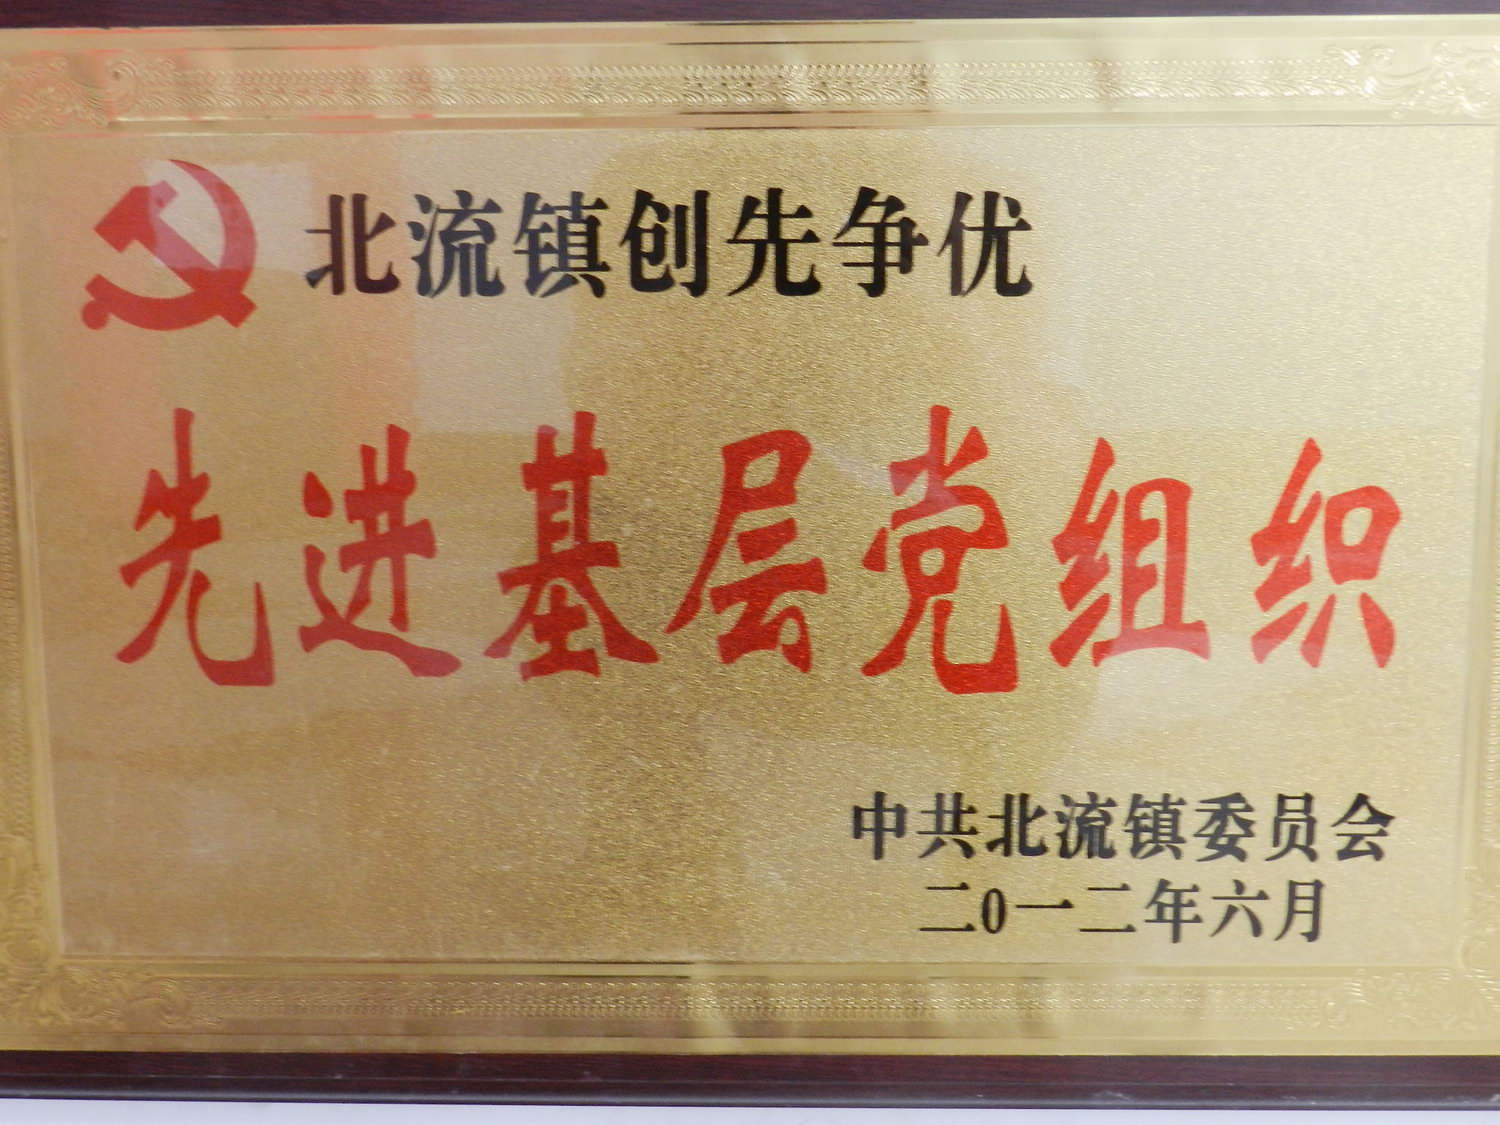 北流镇创先争优
先进基层党组织
中共北流镇委员会
二0一二年六月